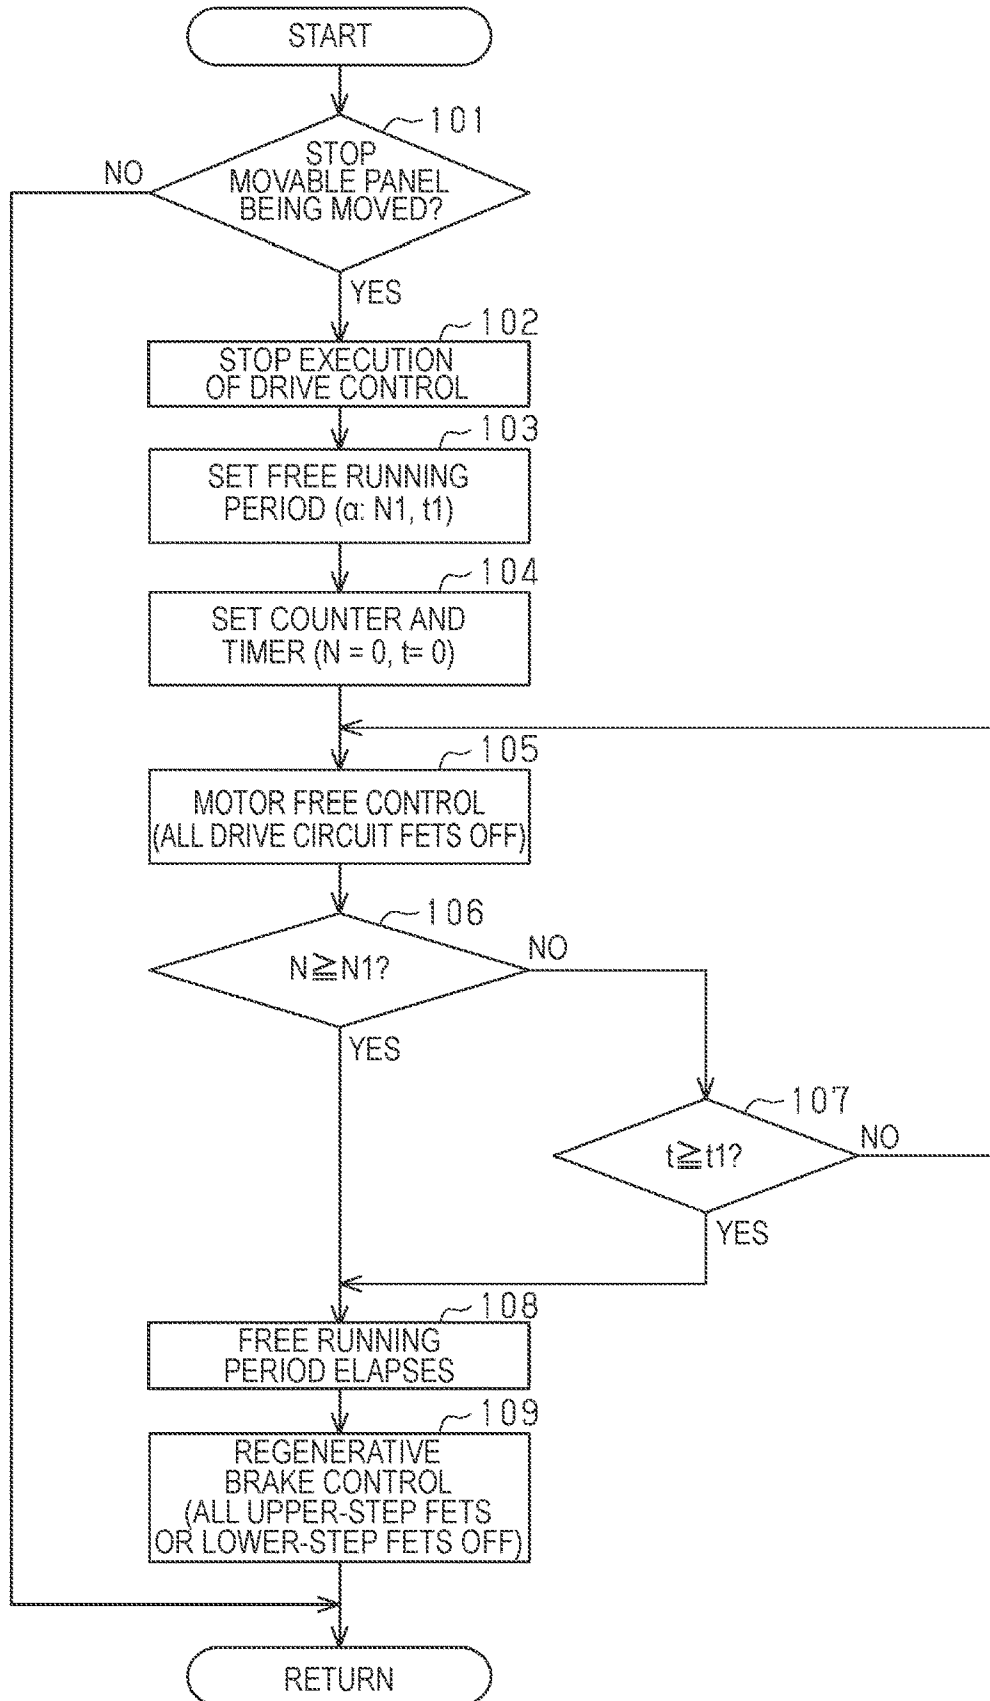 START
101
STOP
MOVABLE PANEL
BEING MOVED?
NO
YES
102
STOP EXECUTION
OF DRIVE CONTROL
103
SET FREE RUNNING
PERIOD (α: N1, t1)
104
SET COUNTER AND
TIMER (N = 0, t= 0)
105
MOTOR FREE CONTROL
(ALL DRIVE CIRCUIT FETS OFF)
106
N≧N1?
NO
YES
107
t≧t1?
NO
YES
108
FREE RUNNING
PERIOD ELAPSES
109
REGENERATIVE
BRAKE CONTROL
(ALL UPPER-STEP FETS
OR LOWER-STEP FETS OFF)
RETURN